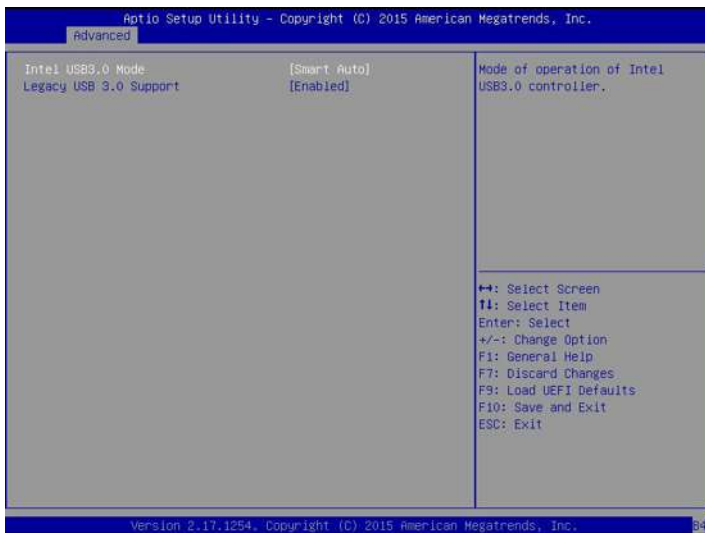 Aptio Setup Utility - Copyright (C) 2015 American Megatrends, Inc.
Advanced
Intel USB3.0 Mode [Smart Auto]
Legacy USB 3.0 Support [Enabled]
Mode of operation of Intel
USB3.0 controller.
↔: Select Screen
↑↓: Select Item
Enter: Select
+/-: Change Option
F1: General Help
F7: Discard Changes
F9: Load UEFI Defaults
F10: Save and Exit
ESC: Exit
Version 2.17.1254. Copyright (C) 2015 American Megatrends, Inc.
B4